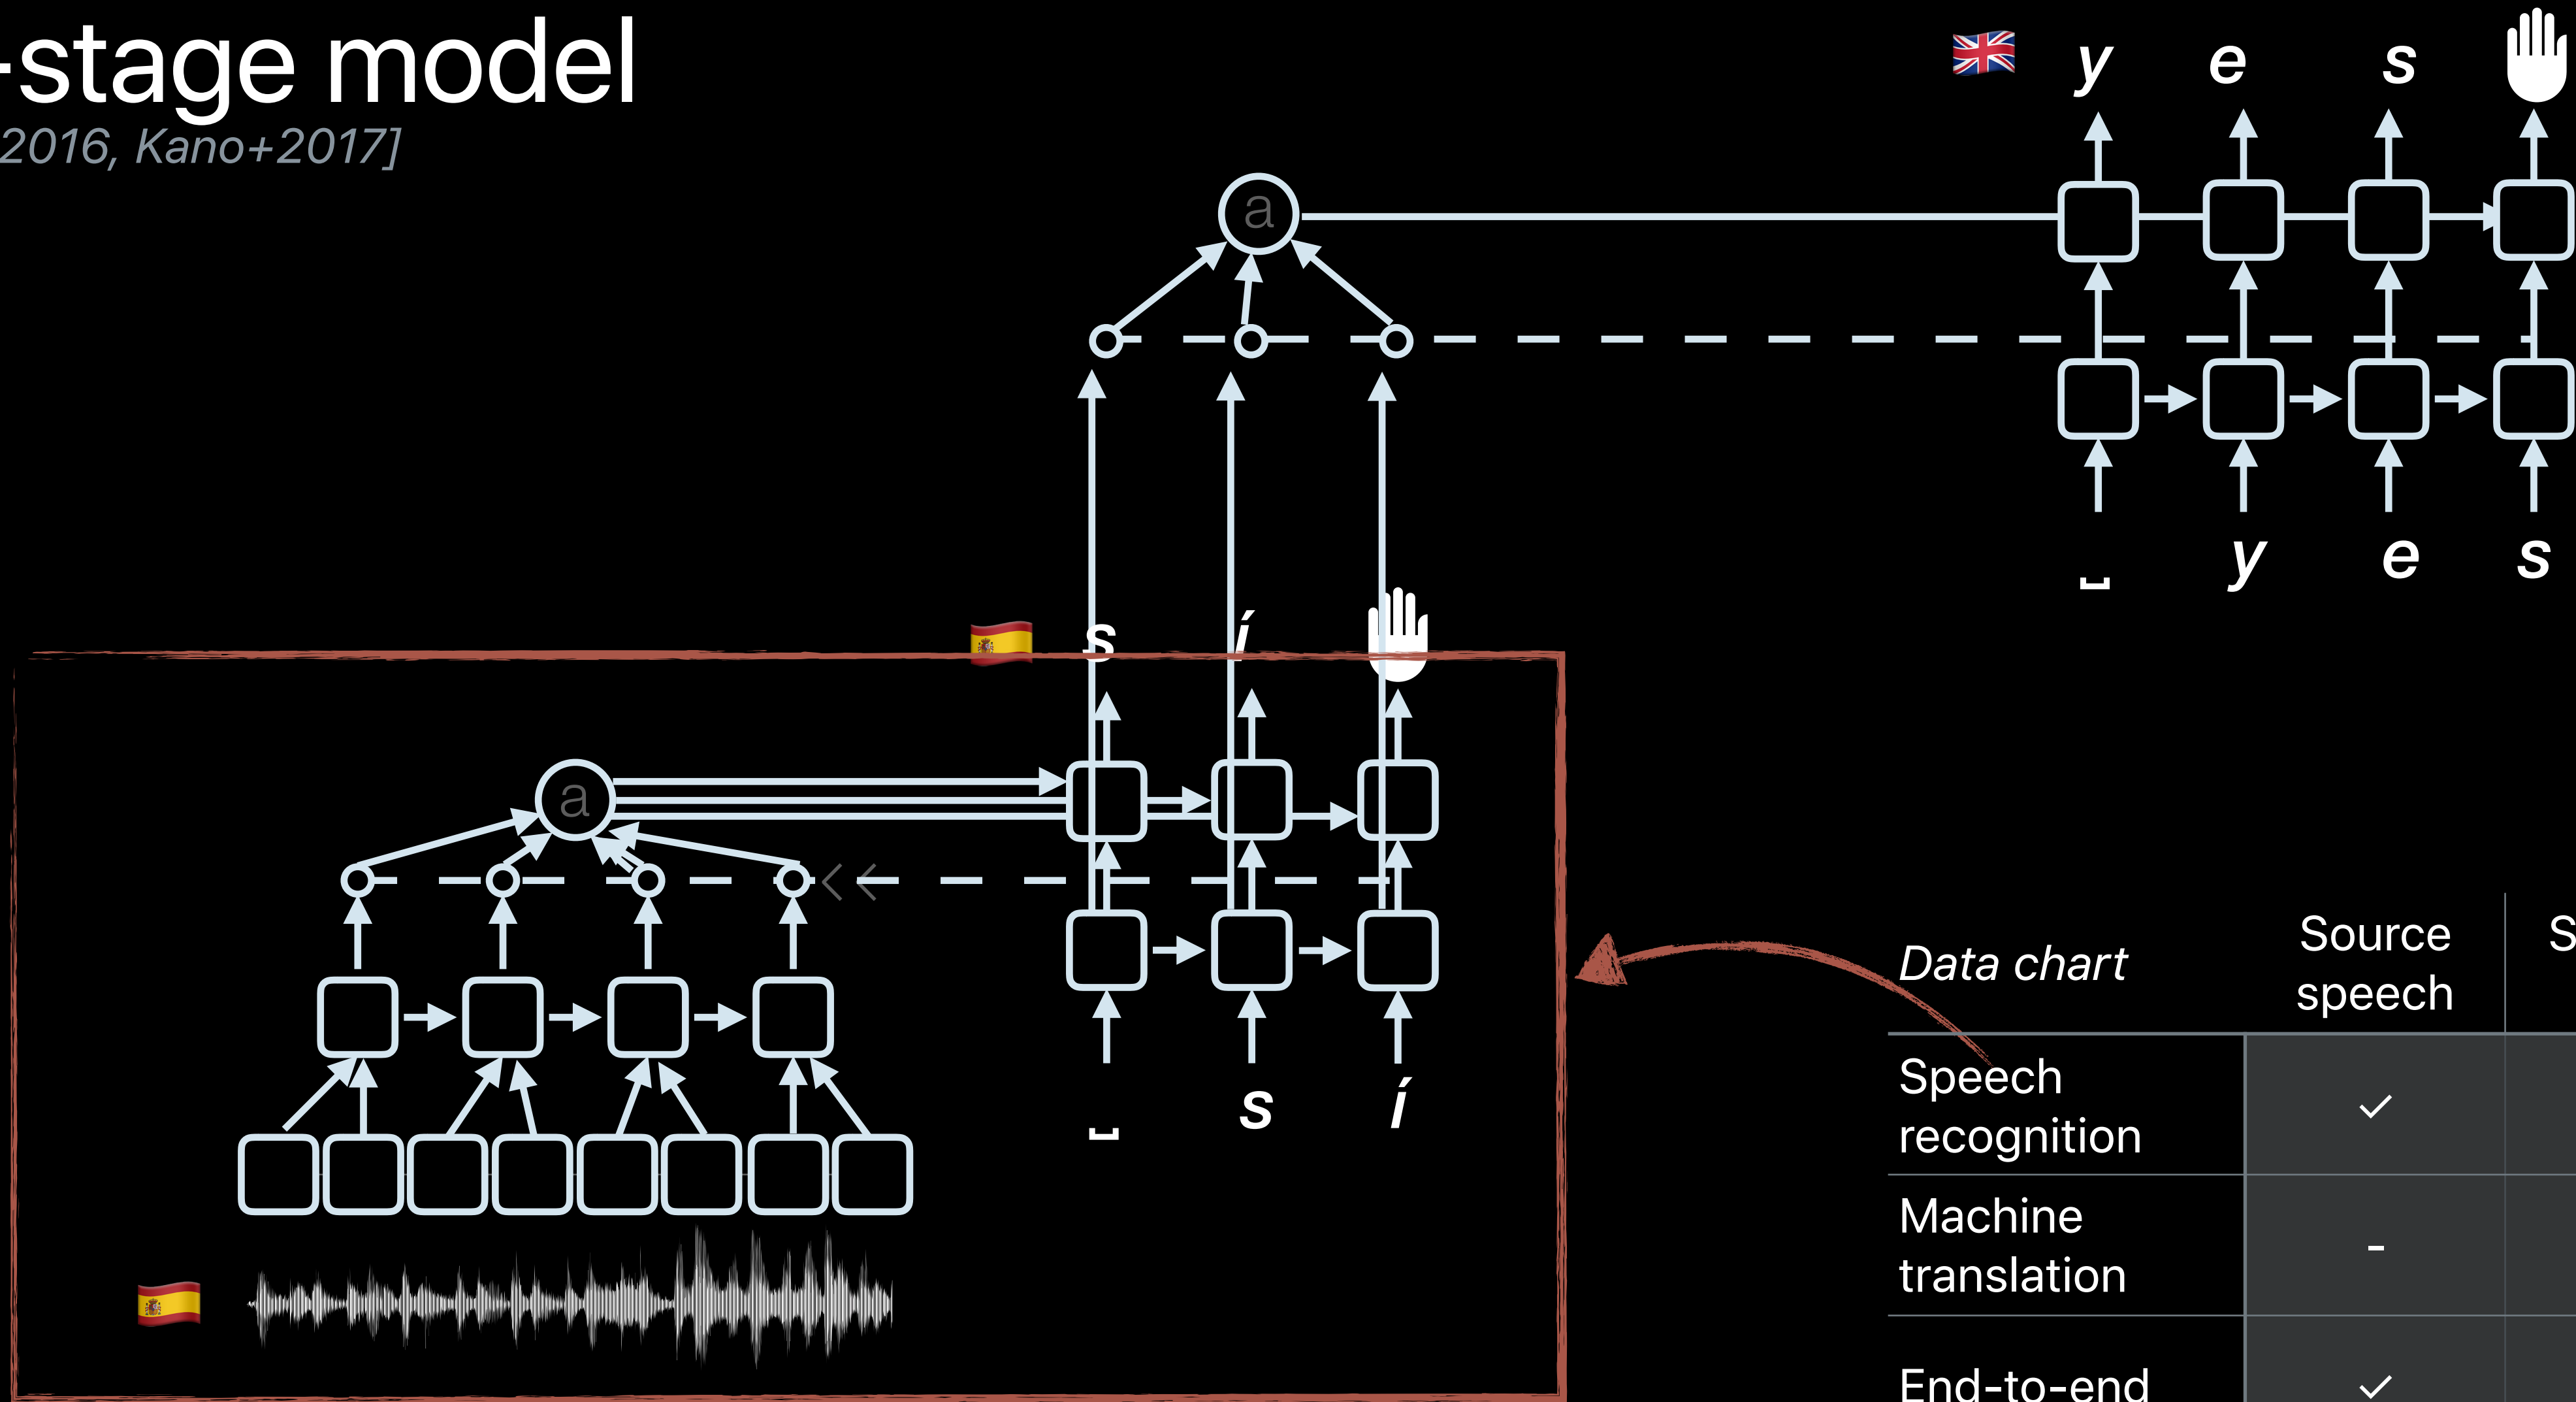 -stage model
2016, Kano+2017]
y e s
a
y e s
s í
a
s í
Data chart
Source speech
S
Speech recognition
✓
Machine translation
-
End-to-end
✓